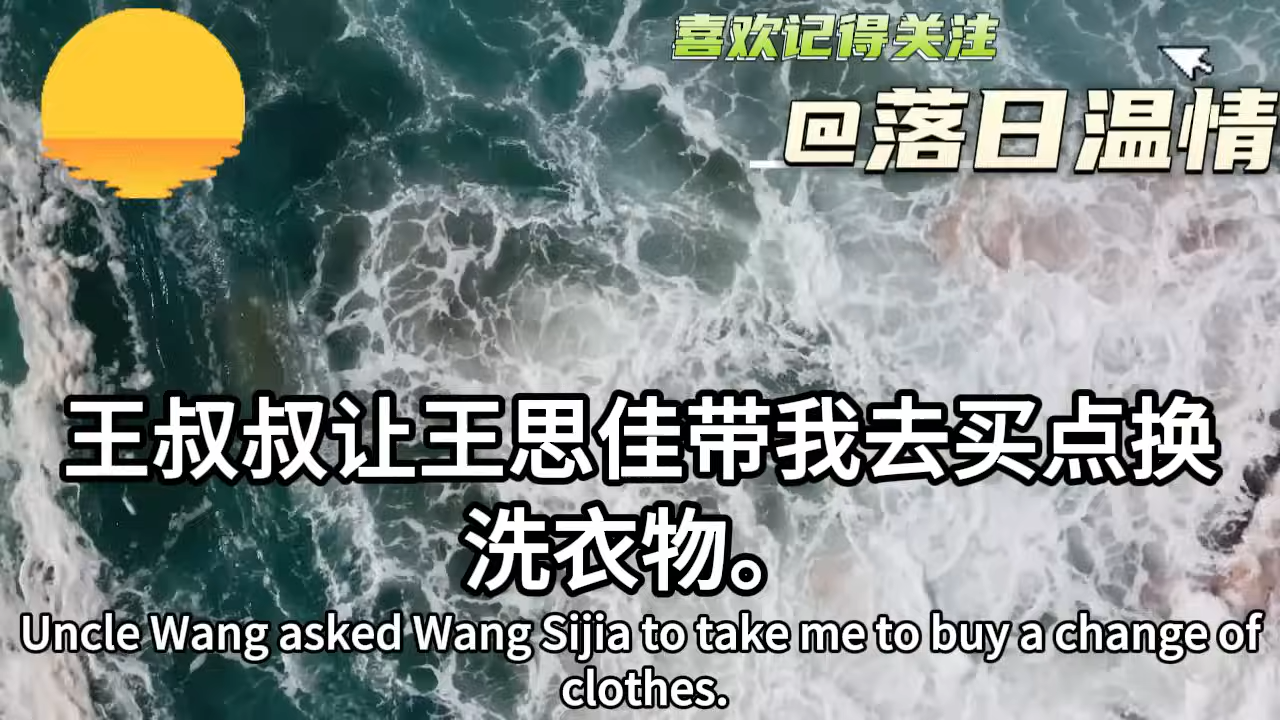 喜欢记得关注
@落日温情
王叔叔让王思佳带我去买点换
洗衣物。
Uncle Wang asked Wang Sijia to take me to buy a change of
clothes.